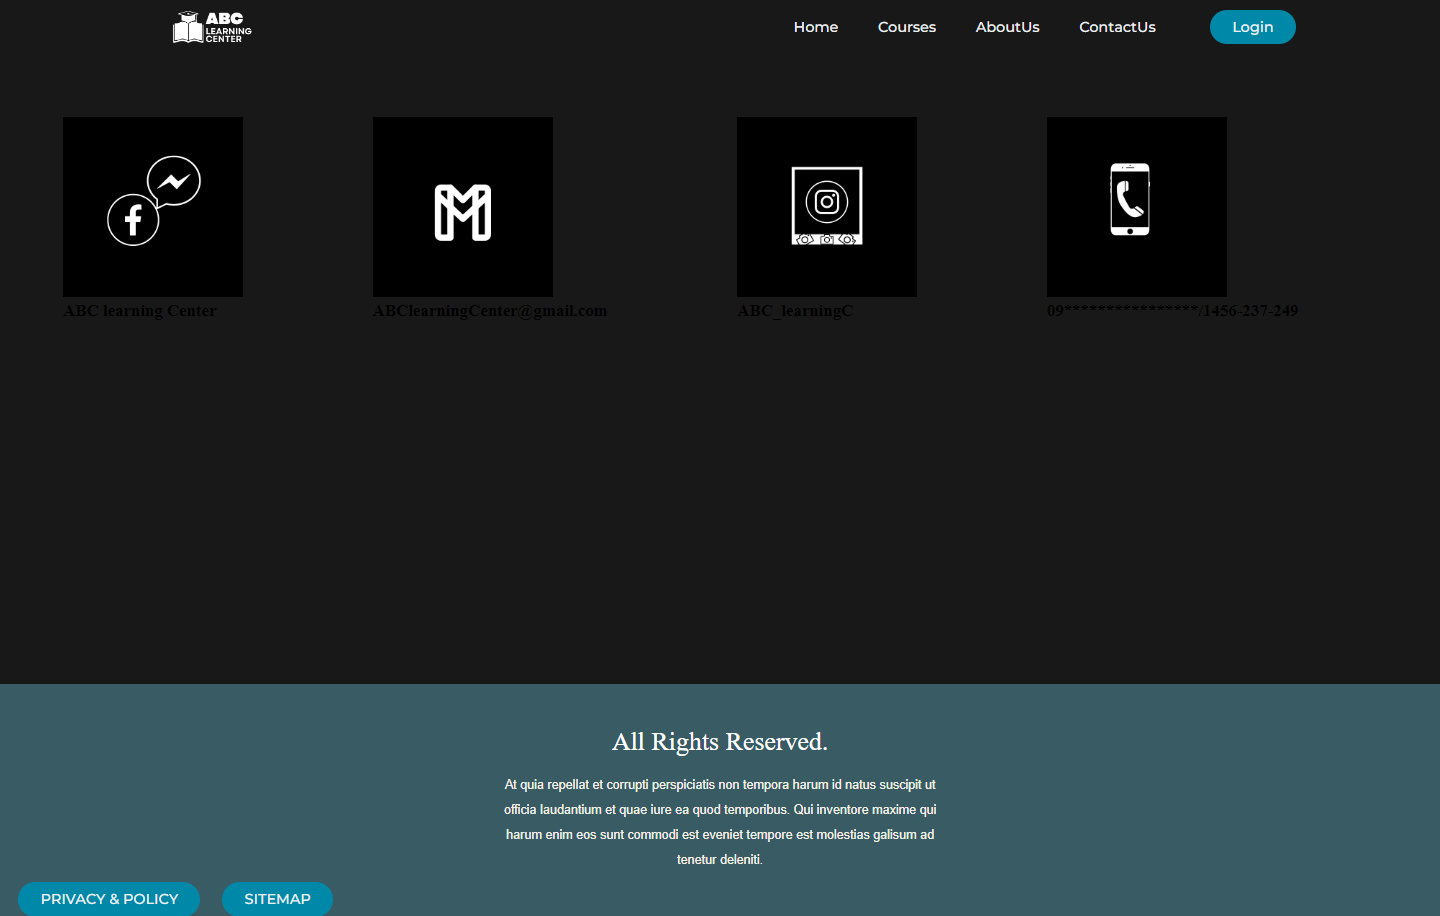 ABC
LEARNING
CENTER
Home Courses AboutUs ContactUs Login
ABC learning Center ABClearningCenter@gmail.com ABC_learningC 09****************/1456-237-249
All Rights Reserved.
At quia repellat et corrupti perspiciatis non tempora harum id natus suscipit ut
officia laudantium et quae iure ea quod temporibus. Qui inventore maxime qui
harum enim eos sunt commodi est eveniet tempore est molestias galisum ad
tenetur deleniti.
PRIVACY & POLICY SITEMAP